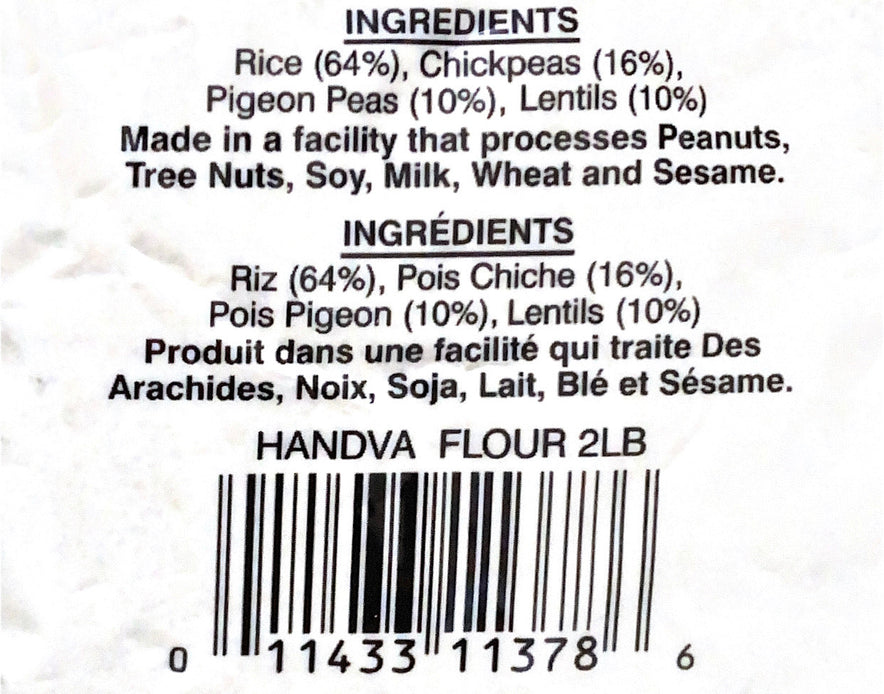 INGREDIENTS
Rice (64%), Chickpeas (16%),
Pigeon Peas (10%), Lentils (10%)
Made in a facility that processes Peanuts,
Tree Nuts, Soy, Milk, Wheat and Sesame.
INGRÉDIENTS
Riz (64%), Pois Chiche (16%),
Pois Pigeon (10%), Lentils (10%)
Produit dans une facilité qui traite Des
Arachides, Noix, Soja, Lait, Blé et Sésame.
HANDVA FLOUR 2LB
0 11433 11378 6